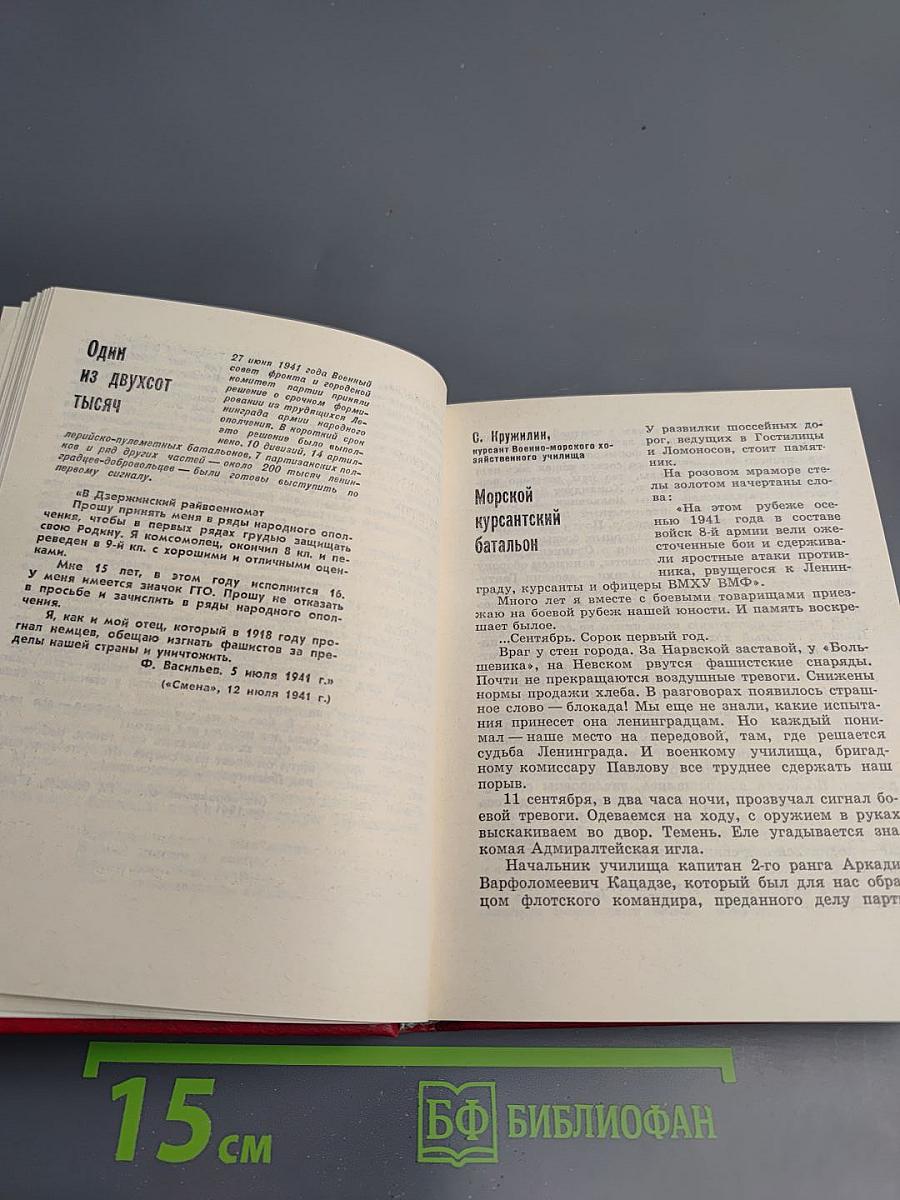 Один
из двухсот
тысяч
27 июня 1941 года Военный
совет фронта и городской
комитет партии приняли
решение о срочном форми-
ровании из трудящихся Ле-
нинграда армии народного
ополчения. В короткий срок
это решение было выпол-
нено, 10 дивизий, 14 артил-
лерийско-пулеметных батальонов, 7 партизанских пол-
ков и ряд других частей — около 200 тысяч ленин-
градцев-добровольцев — были готовы выступить по
первому сигналу.
«В Дзержинский райвоенкомат
Прошу принять меня в ряды народного опол-
чения, чтобы в первых рядах грудью защищать
свою Родину. Я комсомолец, окончил 8 кл. и пе-
реведен в 9-й кл. с хорошими и отличными оцен-
ками.
Мне 15 лет, в этом году исполнится 16.
У меня имеется значок ГТО. Прошу не отказать
в просьбе и зачислить в ряды народного опол-
чения.
Я, как и мой отец, который в 1918 году про-
гнал немцев, обещаю изгнать фашистов за пре-
делы нашей страны и уничтожить.
Ф. Васильев. 5 июля 1941 г.»
(«Смена», 12 июля 1941 г.)
С. Кружилин,
курсант Военно-морского хо-
зяйственного училища
Морской
курсантский
батальон
У развилки шоссейных до-
рог, ведущих в Гостилицы
и Ломоносов, стоит памят-
ник.
На розовом мраморе сте-
лы золотом начертаны сло-
ва:
«На этом рубеже осе-
нью 1941 года в составе
войск 8-й армии вели оже-
сточенные бои и сдержива-
ли яростные атаки против-
ника, рвущегося к Ленин-
граду, курсанты и офицеры ВМХУ ВМФ».
Много лет я вместе с боевыми товарищами приез-
жаю на боевой рубеж нашей юности. И память воскре-
шает былое.
...Сентябрь. Сорок первый год.
Враг у стен города. За Нарвской заставой, у «Боль-
шевика», на Невском рвутся фашистские снаряды.
Почти не прекращаются воздушные тревоги. Снижены
нормы продажи хлеба. В разговорах появилось страш-
ное слово — блокада! Мы еще не знали, какие испыта-
ния принесет она ленинградцам. Но каждый пони-
мал — наше место на передовой, там, где решается
судьба Ленинграда. И военкому училища, бригад-
ному комиссару Павлову все труднее сдержать наш
порыв.
11 сентября, в два часа ночи, прозвучал сигнал бо-
евой тревоги. Одеваемся на ходу, с оружием в руках
выскакиваем во двор. Темень. Еле угадывается зна
комая Адмиралтейская игла.
Начальник училища капитан 2-го ранга Аркади
Варфоломеевич Кацадзе, который был для нас обра
цом флотского командира, преданного делу парт
15 см
БФ БИБЛИОФАН